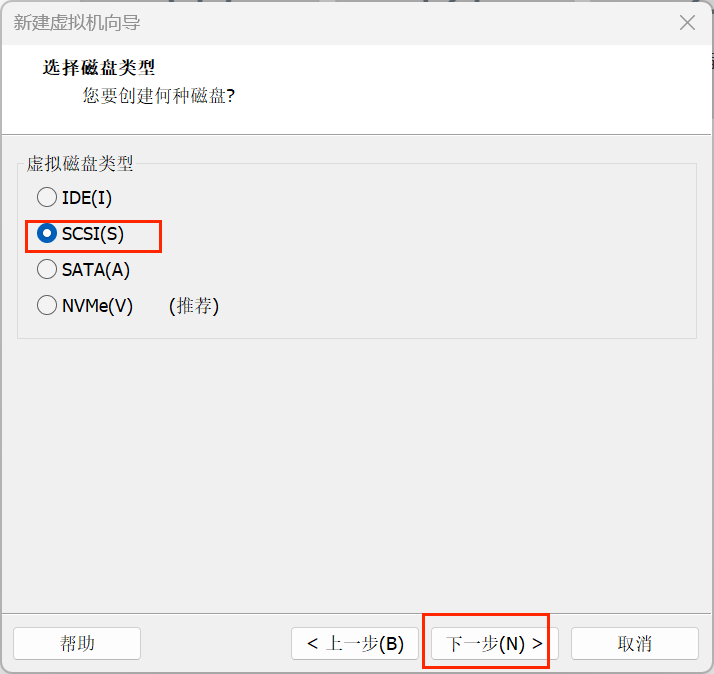 新建虚拟机向导
选择磁盘类型
您要创建何种磁盘?
虚拟磁盘类型
IDE(I)
SCSI(S)
SATA(A)
NVMe(V) (推荐)
帮助 < 上一步(B) 下一步(N) > 取消